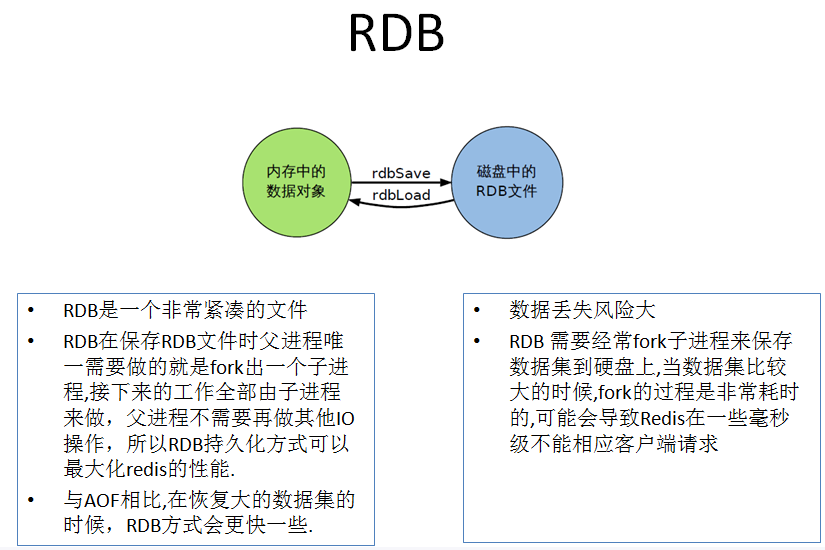 RDB
内存中的
数据对象
rdbSave
rdbLoad
磁盘中的
RDB文件
• RDB是一个非常紧凑的文件
• RDB在保存RDB文件时父进程唯
一需要做的就是fork出一个子进
程,接下来的工作全部由子进程
来做，父进程不需要再做其他IO
操作，所以RDB持久化方式可以
最大化redis的性能.
• 与AOF相比,在恢复大的数据集的
时候，RDB方式会更快一些.
• 数据丢失风险大
• RDB 需要经常fork子进程来保存
数据集到硬盘上,当数据集比较
大的时候,fork的过程是非常耗时
的,可能会导致Redis在一些毫秒
级不能相应客户端请求